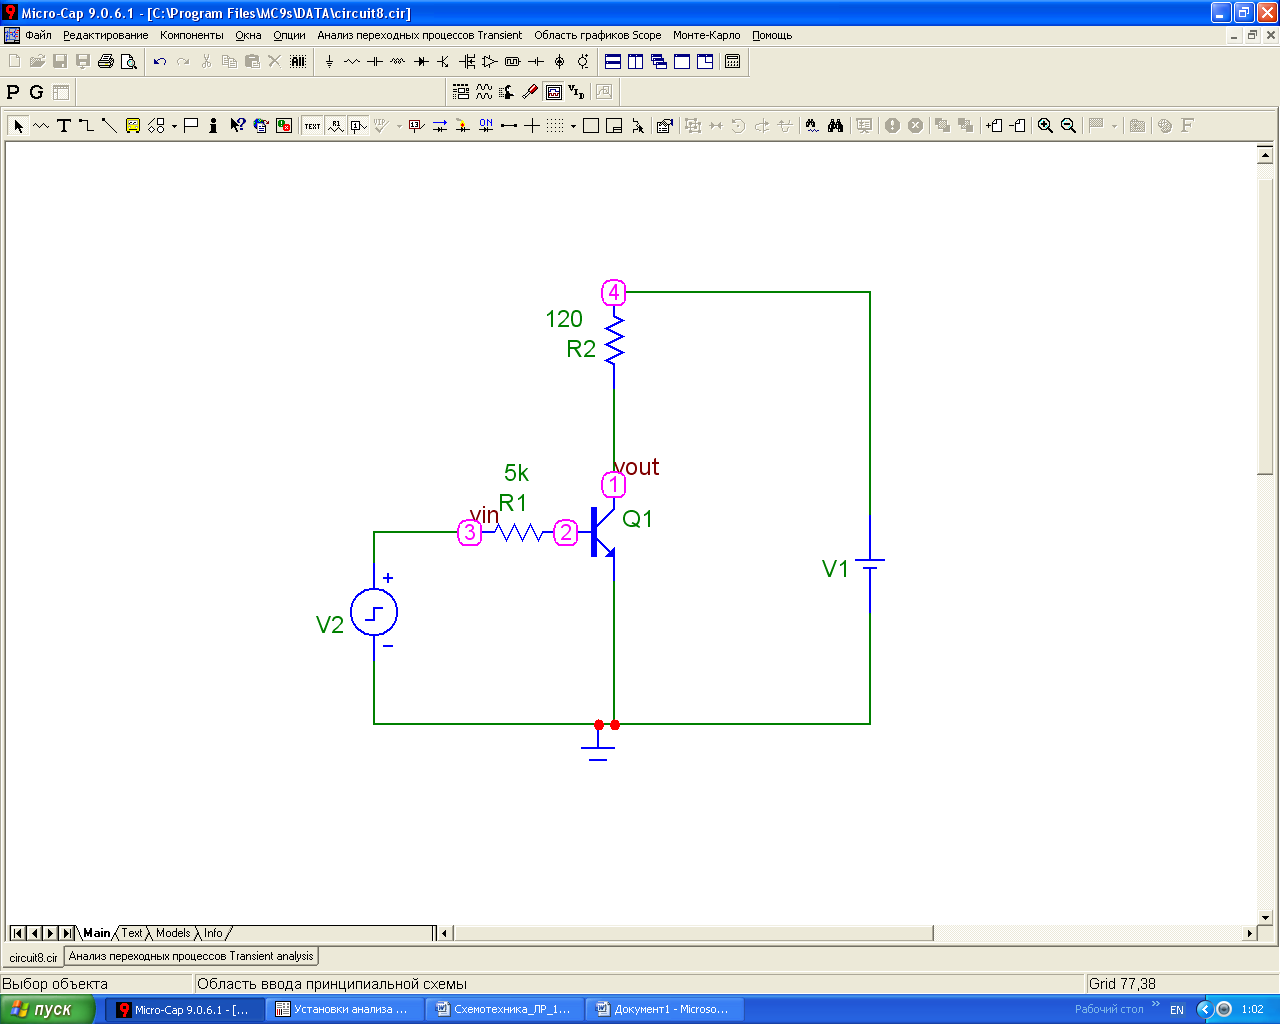 Micro-Cap 9.0.6.1 - [C:\Program Files\MC9s\DATA\circuit8.cir]
Файл Редактирование Компоненты Окна Опции Анализ переходных процессов Transient Область графиков Scope Монте-Карло Помощь
P G
4
120
R2
vout
1
5k
R1
vin
3
2
Q1
V1
+
V2
−
Main Text Models Info
circuit8.cir Анализ переходных процессов Transient analysis
Выбор объекта Область ввода принципиальной схемы Grid 77,38
пуск Micro-Cap 9.0.6.1 - [... Установки анализа ... Схемотехника_ЛР_1... Документ1 - Microso... Рабочий стол EN 1:02